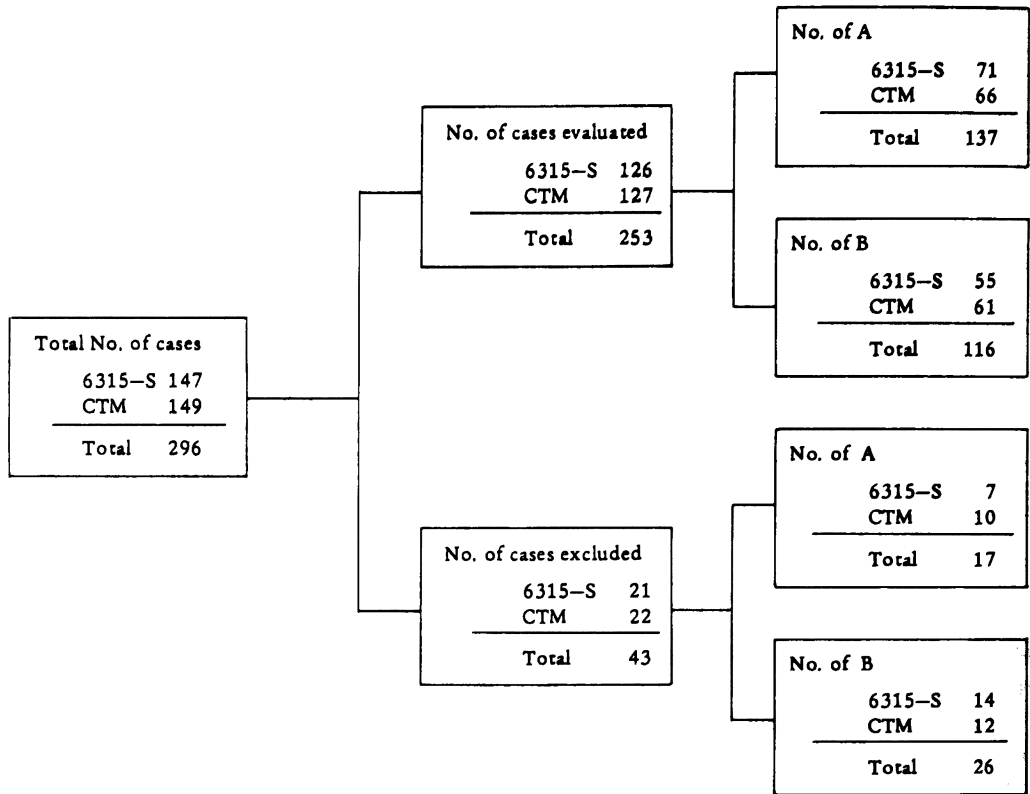 Total No. of cases
6315–S 147
CTM 149
Total 296
No. of cases evaluated
6315–S 126
CTM 127
Total 253
No. of cases excluded
6315–S 21
CTM 22
Total 43
No. of A
6315–S 71
CTM 66
Total 137
No. of B
6315–S 55
CTM 61
Total 116
No. of A
6315–S 7
CTM 10
Total 17
No. of B
6315–S 14
CTM 12
Total 26